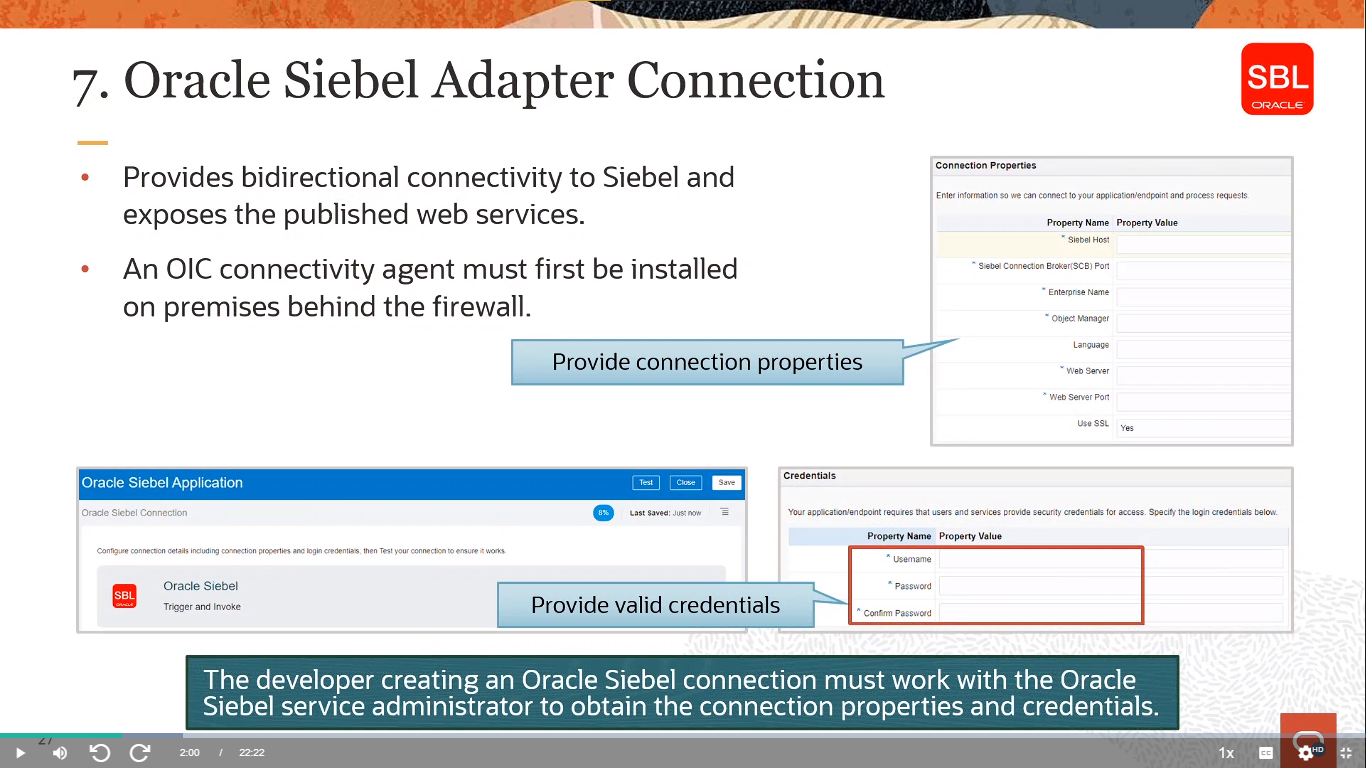 7. Oracle Siebel Adapter Connection
SBL
ORACLE
• Provides bidirectional connectivity to Siebel and
exposes the published web services.
• An OIC connectivity agent must first be installed
on premises behind the firewall.
Connection Properties
Enter information so we can connect to your application/endpoint and process requests.
Property Name Property Value
* Siebel Host
* Siebel Connection Broker(SCB) Port
* Enterprise Name
* Object Manager
Language
* Web Server
* Web Server Port
Use SSL Yes
Provide connection properties
Oracle Siebel Application Test Close Save
Oracle Siebel Connection 8% Last Saved: Just now
Configure connection details including connection properties and login credentials, then Test your connection to ensure it works.
SBL
ORACLE
Oracle Siebel
Trigger and Invoke
Provide valid credentials
Credentials
Your application/endpoint requires that users and services provide security credentials for access. Specify the login credentials below.
Property Name Property Value
* Username
* Password
* Confirm Password
The developer creating an Oracle Siebel connection must work with the Oracle
Siebel service administrator to obtain the connection properties and credentials.
27
2:00 / 22:22 1x CC HD